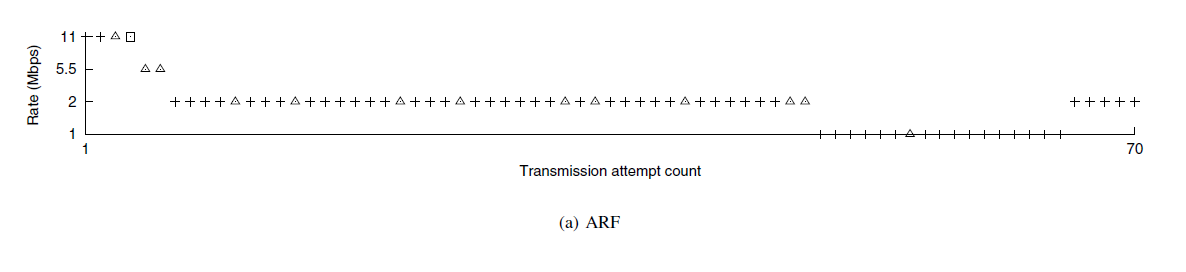 11
5.5
2
1
Rate (Mbps)
1
70
Transmission attempt count
(a) ARF